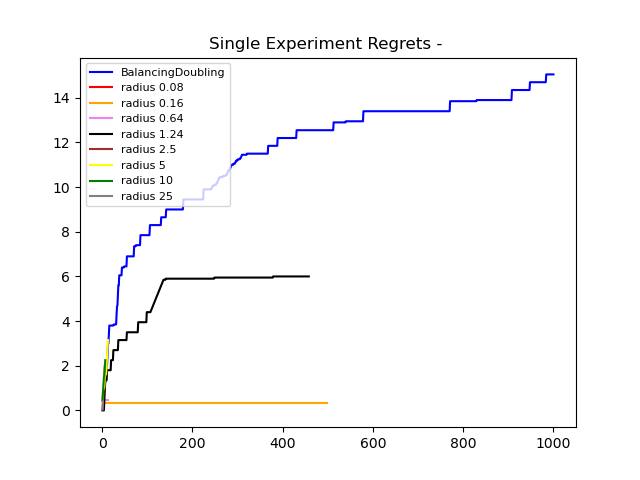 Single Experiment Regrets -
BalancingDoubling
radius 0.08
radius 0.16
radius 0.64
radius 1.24
radius 2.5
radius 5
radius 10
radius 25
14
12
10
8
6
4
2
0
0 200 400 600 800 1000